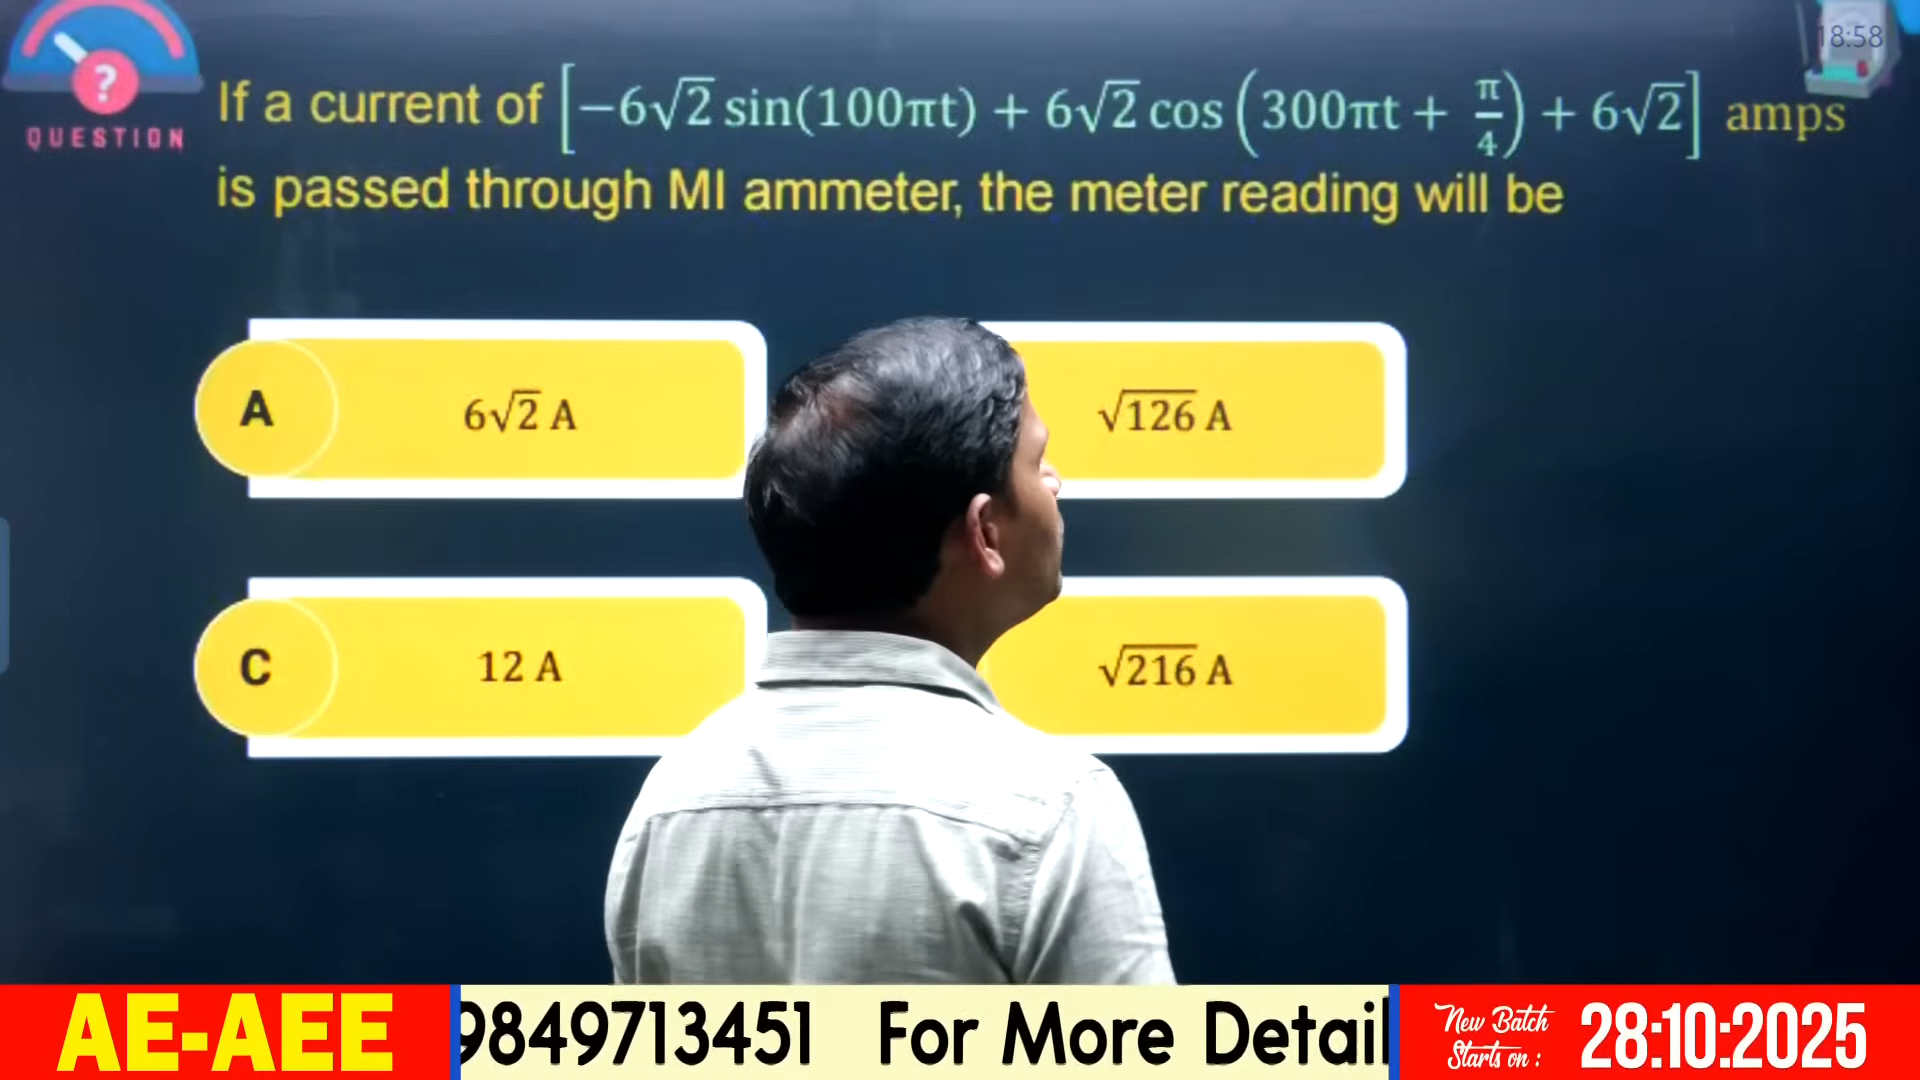 18:58
QUESTION
If a current of [−6√2 sin(100πt) + 6√2 cos(300πt + π/4) + 6√2] amps
is passed through MI ammeter, the meter reading will be
A 6√2 A
√126 A
C 12 A
√216 A
AE-AEE
9849713451 For More Detail
New Batch
Starts on :
28:10:2025